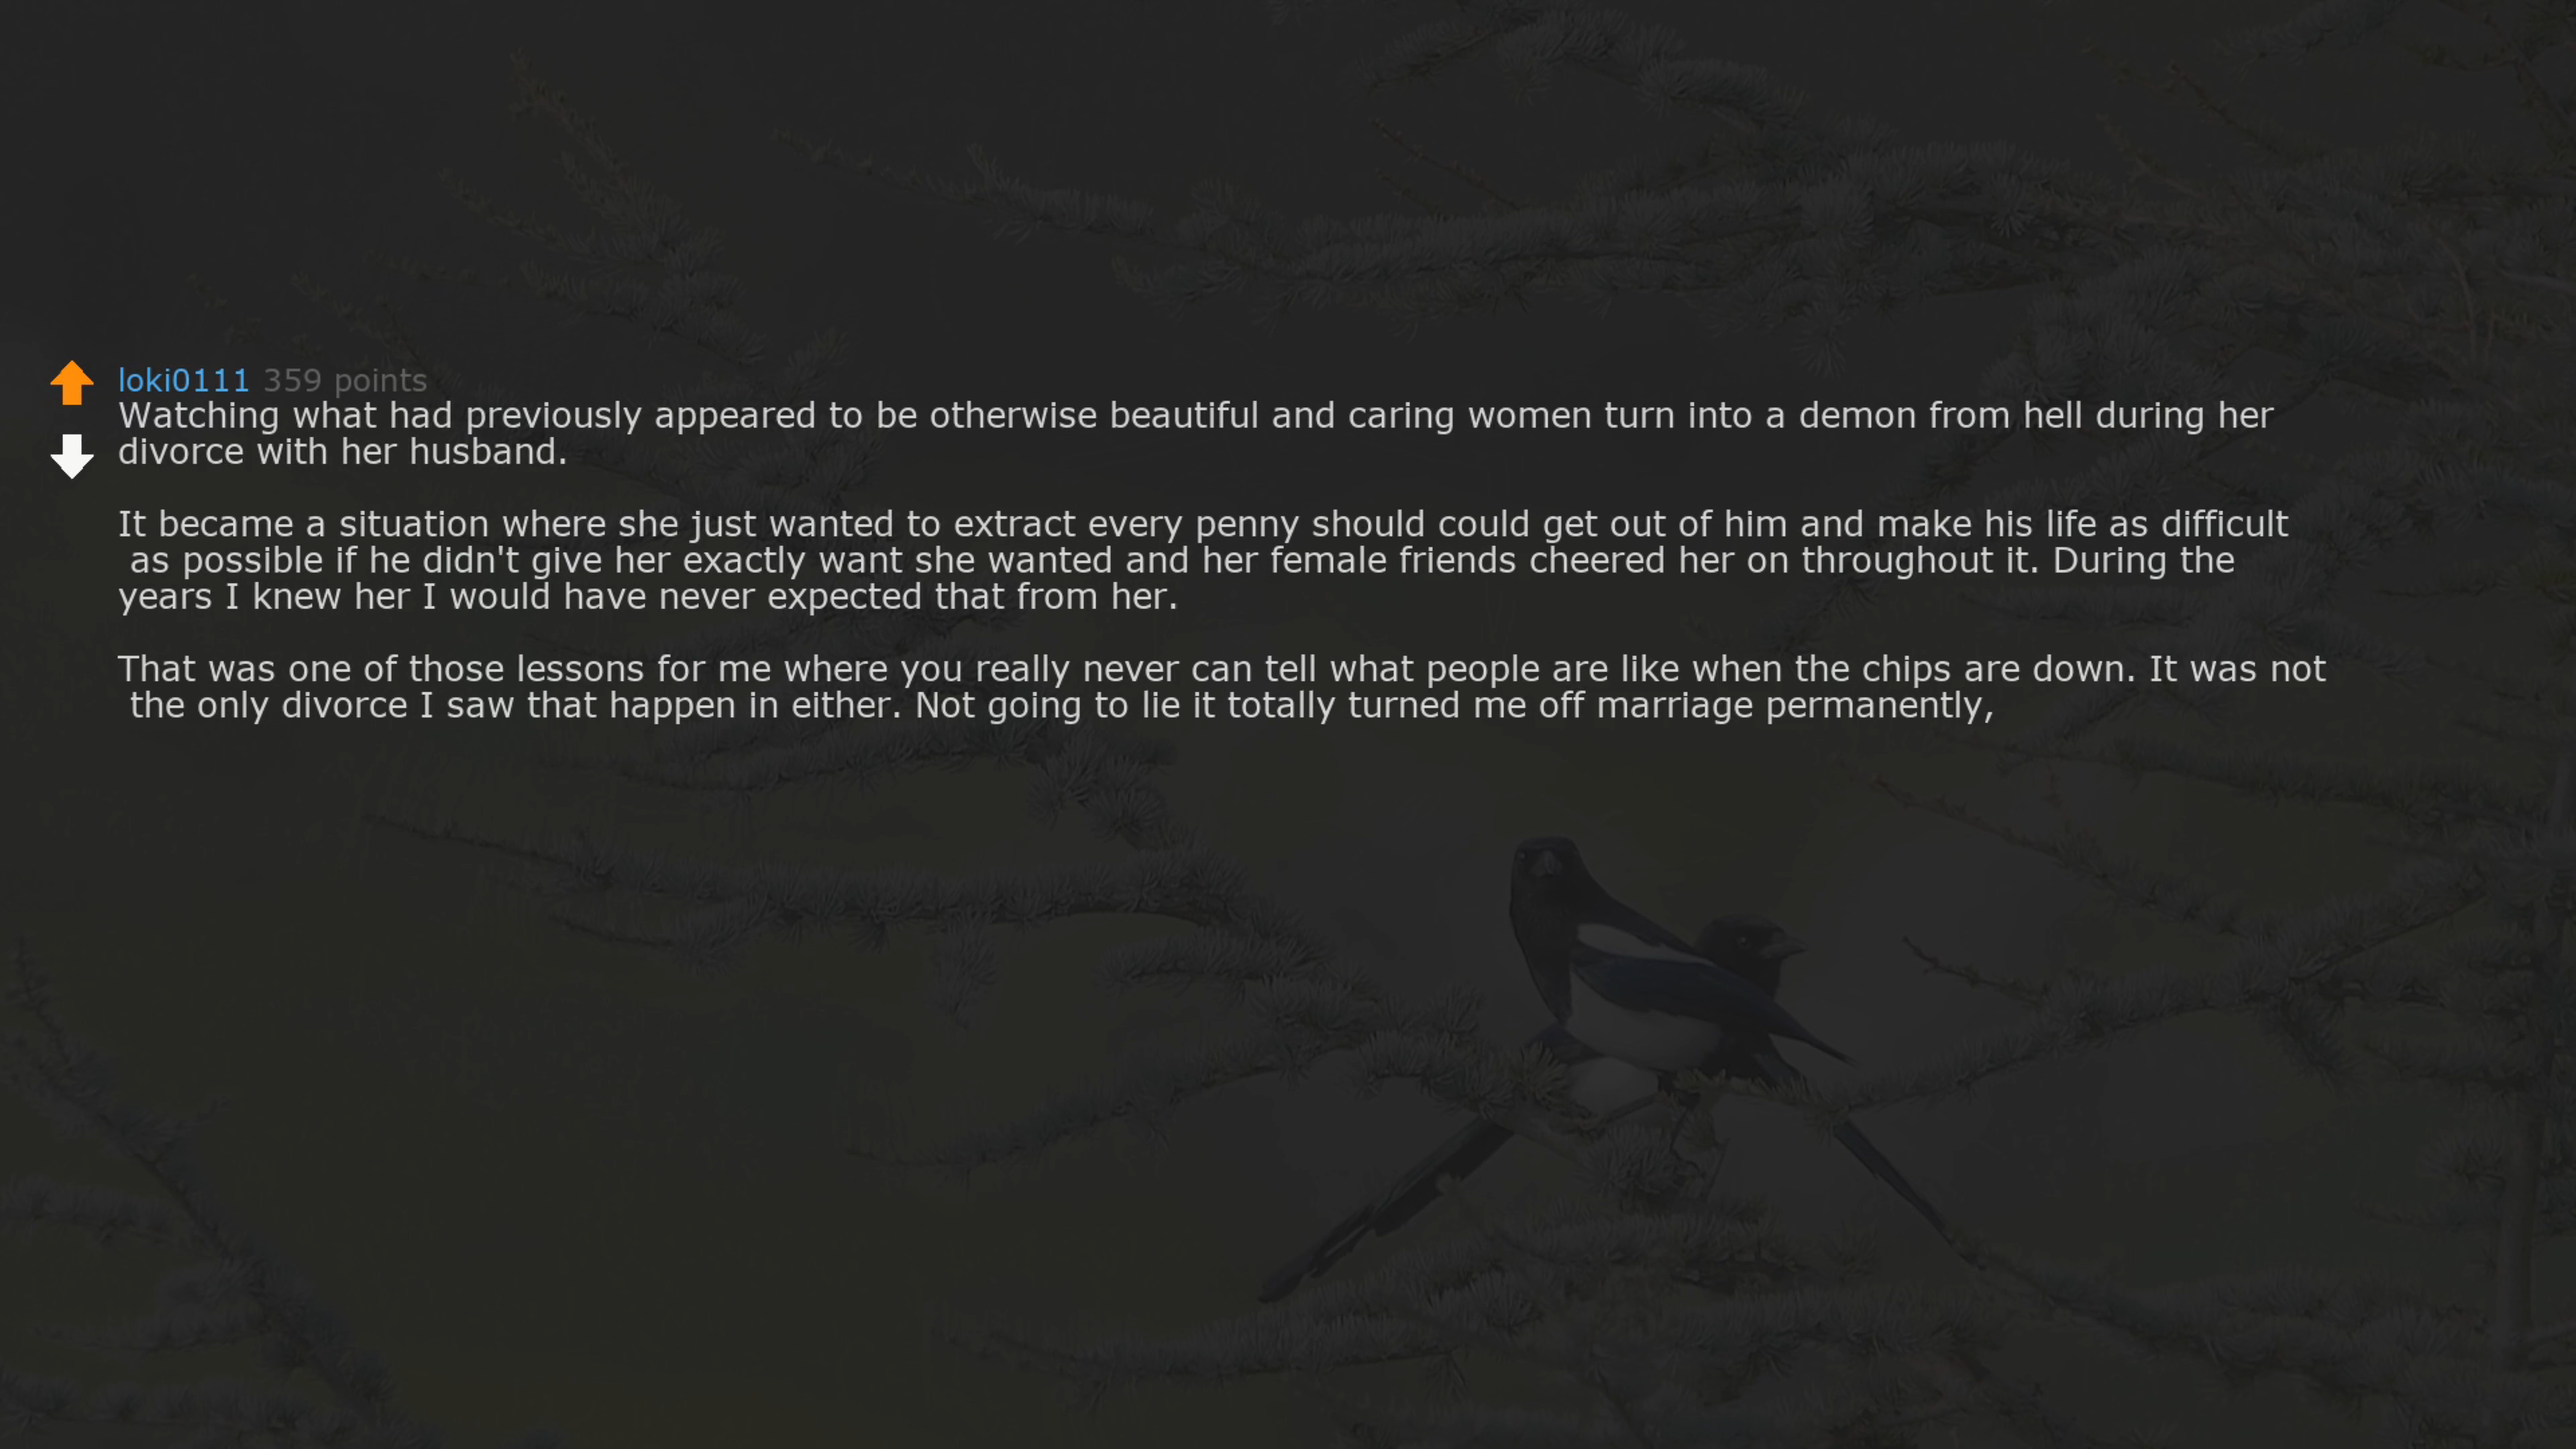 loki0111 359 points
Watching what had previously appeared to be otherwise beautiful and caring women turn into a demon from hell during her
divorce with her husband.
It became a situation where she just wanted to extract every penny should could get out of him and make his life as difficult
as possible if he didn't give her exactly want she wanted and her female friends cheered her on throughout it. During the
years I knew her I would have never expected that from her.
That was one of those lessons for me where you really never can tell what people are like when the chips are down. It was not
the only divorce I saw that happen in either. Not going to lie it totally turned me off marriage permanently,